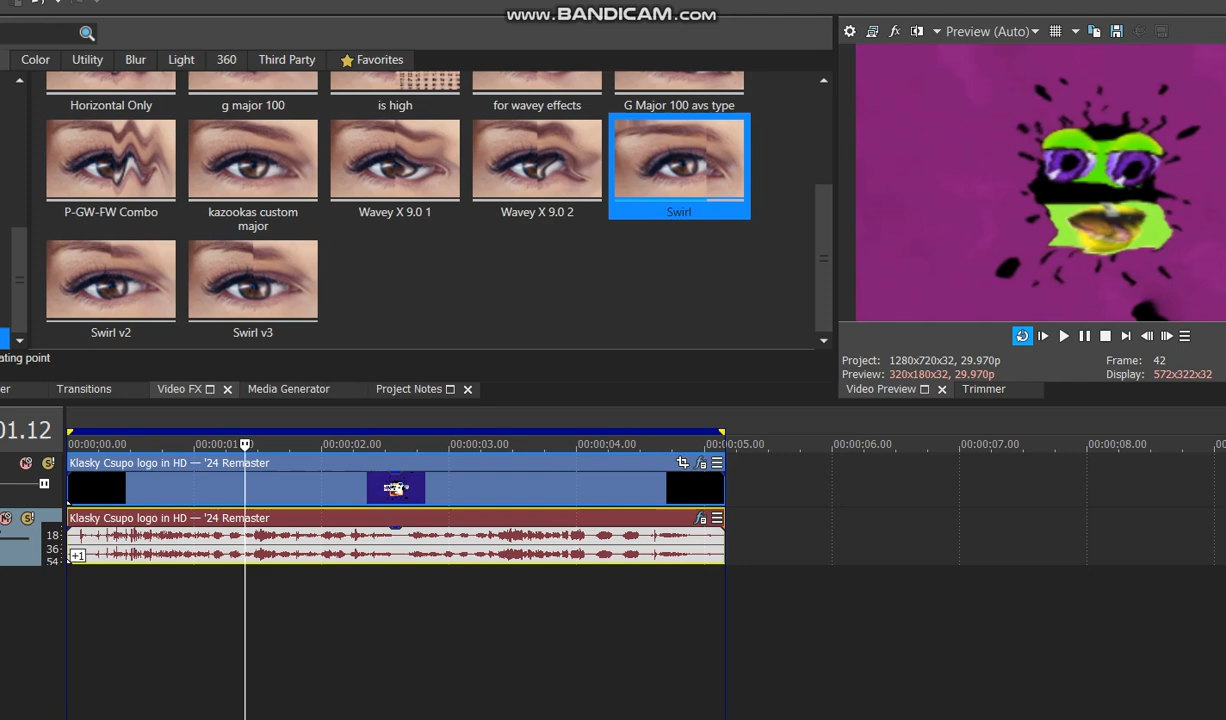 www.BANDICAM.com
Color Utility Blur Light 360 Third Party Favorites
Preview (Auto)
Horizontal Only g major 100 is high for wavey effects G Major 100 avs type
P-GW-FW Combo kazookas custom major Wavey X 9.0 1 Wavey X 9.0 2 Swirl
Swirl v2 Swirl v3
ating point
Project: 1280x720x32, 29.970p Frame: 42
Preview: 320x180x32, 29.970p Display: 572x322x32
er Transitions Video FX Media Generator Project Notes
Video Preview Trimmer
01.12
00:00:00.00 00:00:01 00:00:02.00 00:00:03.00 00:00:04.00 00:00:05.00 00:00:06.00 00:00:07.00 00:00:08.00
Klasky Csupo logo in HD — '24 Remaster
Klasky Csupo logo in HD — '24 Remaster
18
36
54
+1